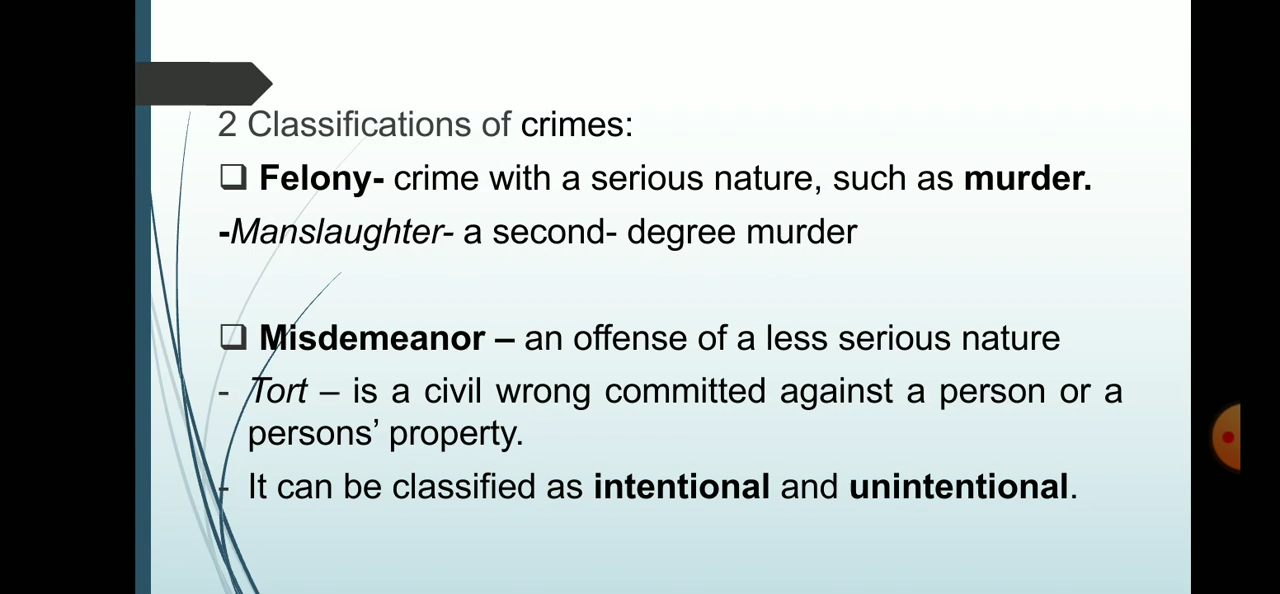 2 Classifications of crimes:
❑ Felony- crime with a serious nature, such as murder.
-Manslaughter- a second- degree murder
❑ Misdemeanor – an offense of a less serious nature
- Tort – is a civil wrong committed against a person or a
persons’ property.
- It can be classified as intentional and unintentional.